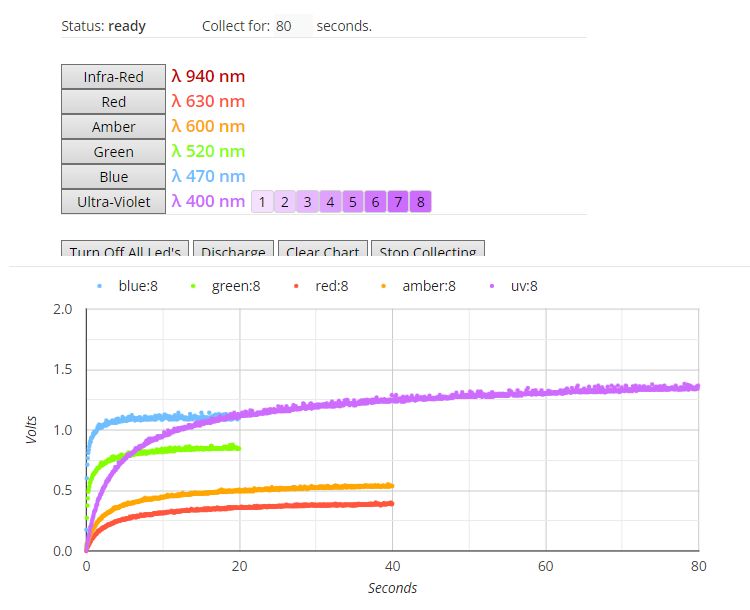 Status: ready Collect for: 80 seconds.
Infra-Red λ 940 nm
Red λ 630 nm
Amber λ 600 nm
Green λ 520 nm
Blue λ 470 nm
Ultra-Violet λ 400 nm 1 2 3 4 5 6 7 8
Turn Off All Led's Discharge Clear Chart Stop Collecting
blue:8 green:8 red:8 amber:8 uv:8
2.0
1.5
1.0
0.5
0.0
Volts
0 20 40 60 80
Seconds